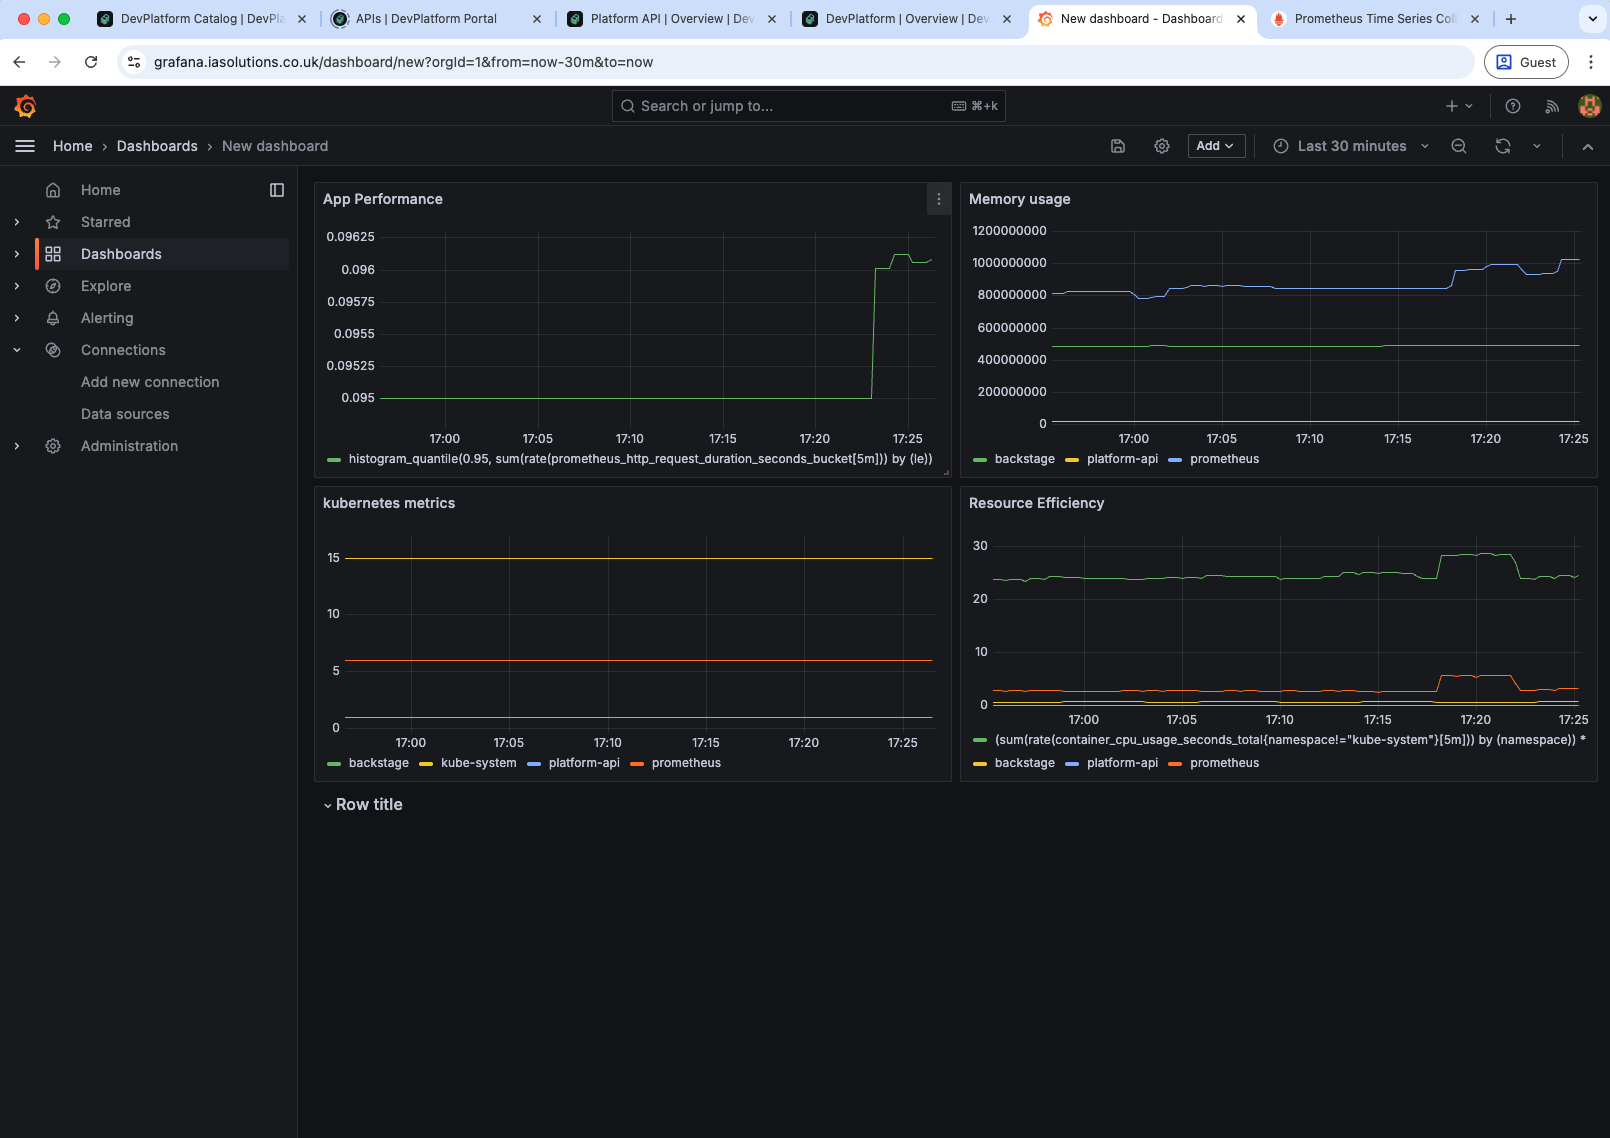 DevPlatform Catalog | DevPla
APIs | DevPlatform Portal
Platform API | Overview | Dev
DevPlatform | Overview | Dev
New dashboard - Dashboard
Prometheus Time Series Coll
grafana.iasolutions.co.uk/dashboard/new?orgId=1&from=now-30m&to=now
Guest
Search or jump to...
⌘+k
Home › Dashboards › New dashboard
Add
Last 30 minutes
Home
Starred
Dashboards
Explore
Alerting
Connections
Add new connection
Data sources
Administration
App Performance
0.09625
0.096
0.09575
0.0955
0.09525
0.095
17:00 17:05 17:10 17:15 17:20 17:25
histogram_quantile(0.95, sum(rate(prometheus_http_request_duration_seconds_bucket[5m])) by (le))
Memory usage
1200000000
1000000000
800000000
600000000
400000000
200000000
0
17:00 17:05 17:10 17:15 17:20 17:25
backstage platform-api prometheus
kubernetes metrics
15
10
5
0
17:00 17:05 17:10 17:15 17:20 17:25
backstage kube-system platform-api prometheus
Resource Efficiency
30
20
10
0
17:00 17:05 17:10 17:15 17:20 17:25
(sum(rate(container_cpu_usage_seconds_total{namespace!="kube-system"}[5m])) by (namespace)) *
backstage platform-api prometheus
Row title